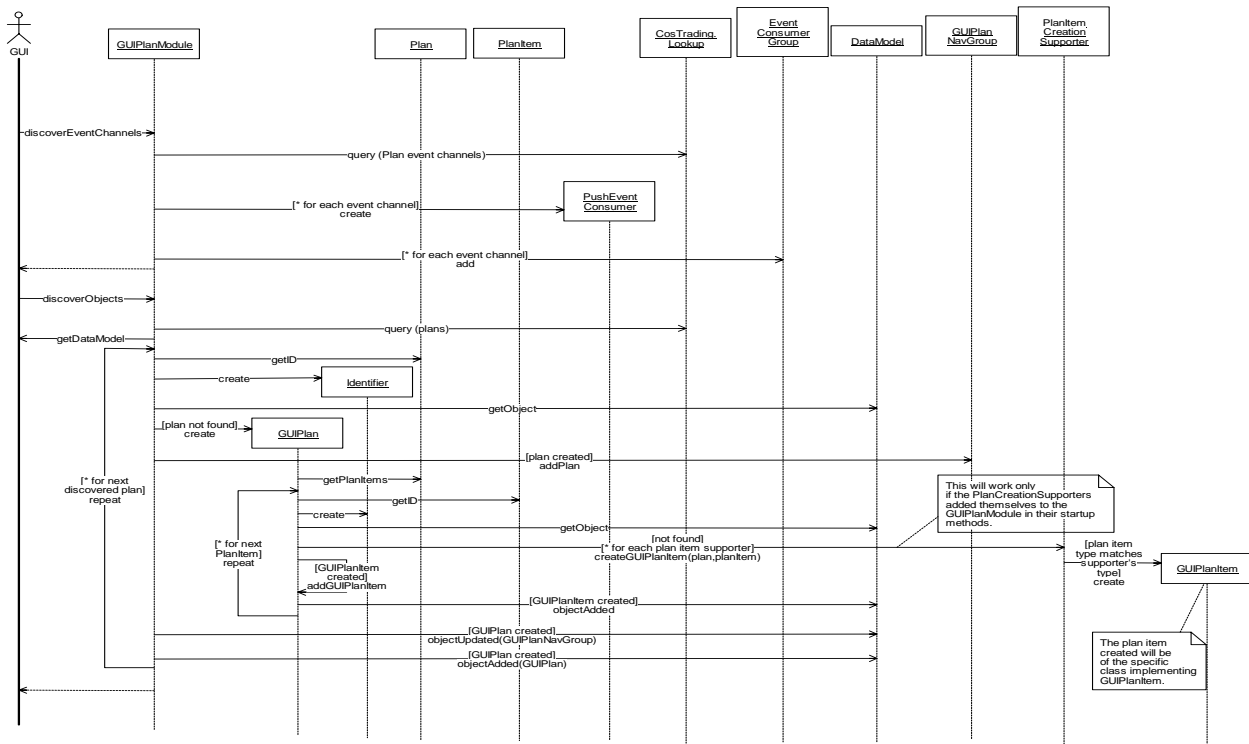 GUI
GUIPlanModule
Plan
PlanItem
CosTrading.
Lookup
Event
Consumer
Group
DataModel
GUIPlan
NavGroup
PlanItem
Creation
Supporter
discoverEventChannels
query (Plan event channels)
[* for each event channel]
create
PushEvent
Consumer
[* for each event channel]
add
discoverObjects
query (plans)
getDataModel
getID
create
Identifier
getObject
[plan not found]
create
GUIPlan
[plan created]
addPlan
[* for next
discovered plan]
repeat
getPlanItems
getID
create
getObject
This will work only
if the PlanCreationSupporters
added themselves to the
GUIPlanModule in their startup
methods.
[* for next
PlanItem]
repeat
[not found]
[* for each plan item supporter]
createGUIPlanItem(plan,planItem)
[plan item
type matches
supporter's
type]
create
GUIPlanItem
[GUIPlanItem
created]
addGUIPlanItem
[GUIPlanItem created]
objectAdded
[GUIPlan created]
objectUpdated(GUIPlanNavGroup)
[GUIPlan created]
objectAdded(GUIPlan)
The plan item
created will be
of the specific
class implementing
GUIPlanItem.